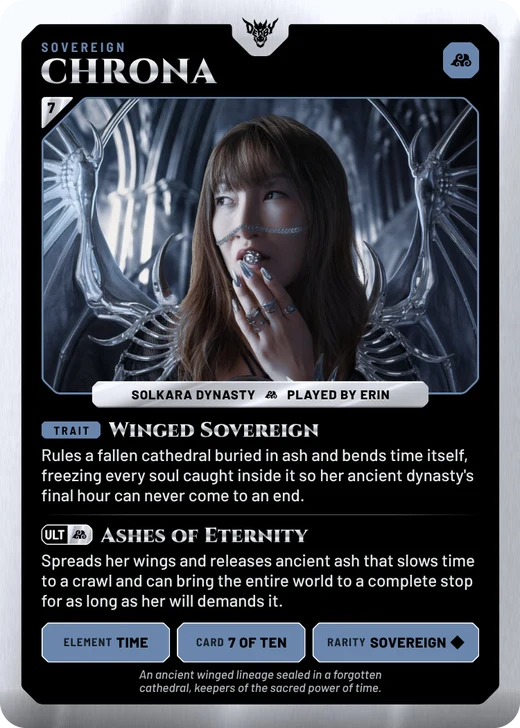 DERBY
SOVEREIGN
CHRONA
7
SOLKARA DYNASTY PLAYED BY ERIN
TRAIT WINGED SOVEREIGN
Rules a fallen cathedral buried in ash and bends time itself,
freezing every soul caught inside it so her ancient dynasty's
final hour can never come to an end.
ULT ASHES OF ETERNITY
Spreads her wings and releases ancient ash that slows time
to a crawl and can bring the entire world to a complete stop
for as long as her will demands it.
ELEMENT TIME CARD 7 OF TEN RARITY SOVEREIGN
An ancient winged lineage sealed in a forgotten
cathedral, keepers of the sacred power of time.